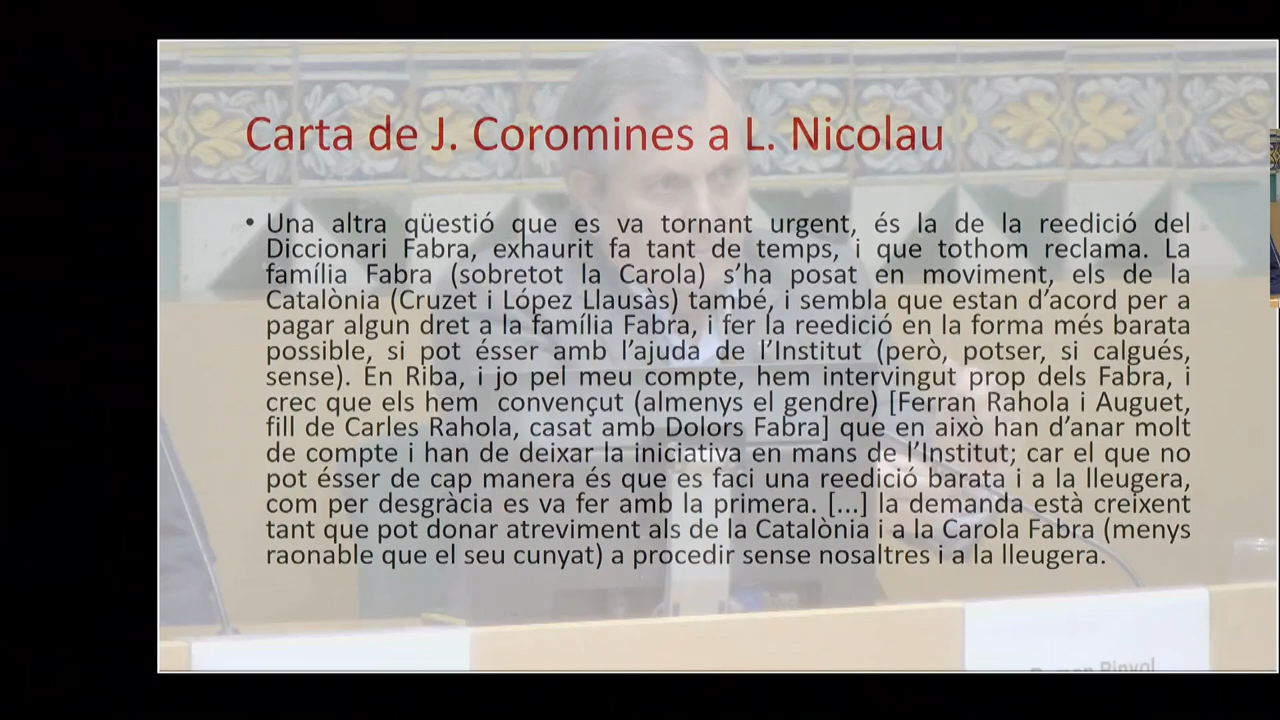 Carta de J. Coromines a L. Nicolau
• Una altra qüestió que es va tornant urgent, és la de la reedició del
Diccionari Fabra, exhaurit fa tant de temps, i que tothom reclama. La
família Fabra (sobretot la Carola) s'ha posat en moviment, els de la
Catalònia (Cruzet i López Llausàs) també, i sembla que estan d'acord per a
pagar algun dret a la família Fabra, i fer la reedició en la forma més barata
possible, si pot ésser amb l'ajuda de l'Institut (però, potser, si calgués,
sense). En Riba, i jo pel meu compte, hem intervingut prop dels Fabra, i
crec que els hem convençut (almenys el gendre) [Ferran Rahola i Auguet,
fill de Carles Rahola, casat amb Dolors Fabra] que en això han d'anar molt
de compte i han de deixar la iniciativa en mans de l'Institut; car el que no
pot ésser de cap manera és que es faci una reedició barata i a la lleugera,
com per desgràcia es va fer amb la primera. [...] la demanda està creixent
tant que pot donar atreviment als de la Catalònia i a la Carola Fabra (menys
raonable que el seu cunyat) a procedir sense nosaltres i a la lleugera.
Ramon Pinyol